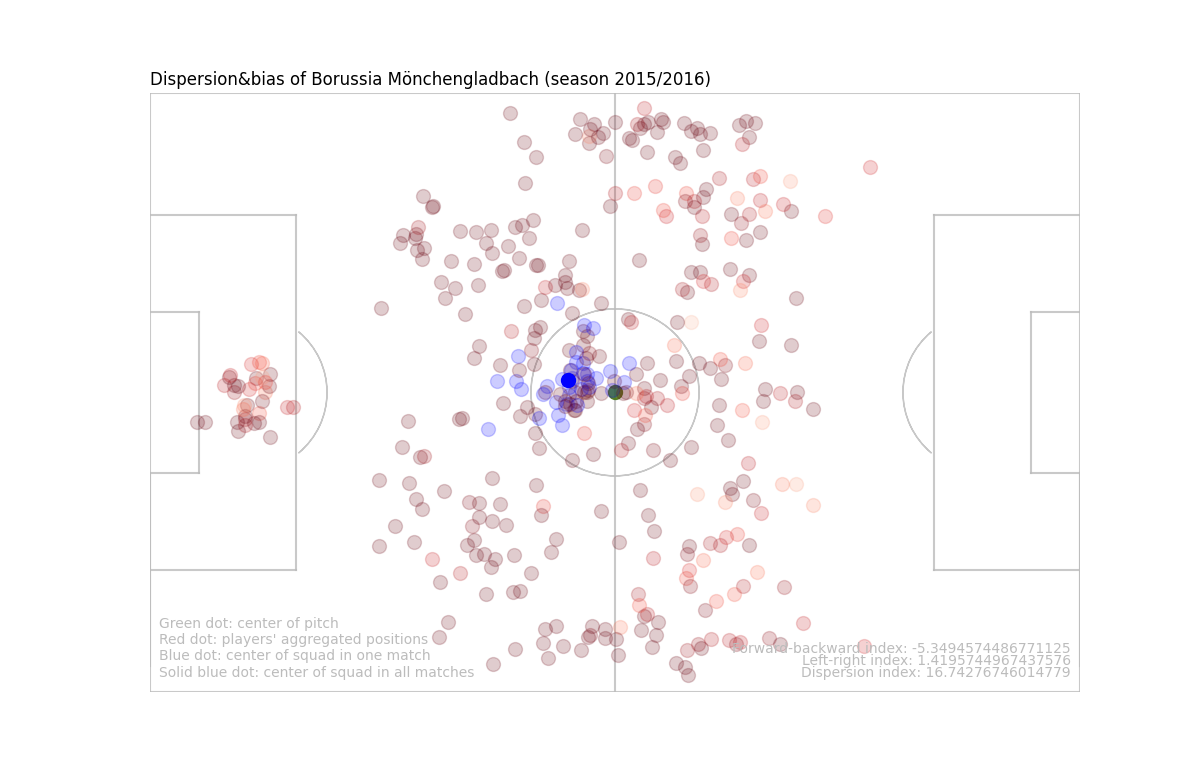 Dispersion&bias of Borussia Mönchengladbach (season 2015/2016)
Green dot: center of pitch
Red dot: players' aggregated positions
Blue dot: center of squad in one match
Solid blue dot: center of squad in all matches
Forward-backward index: -5.3494574486771125
Left-right index: 1.4195744967437576
Dispersion index: 16.74276746014779